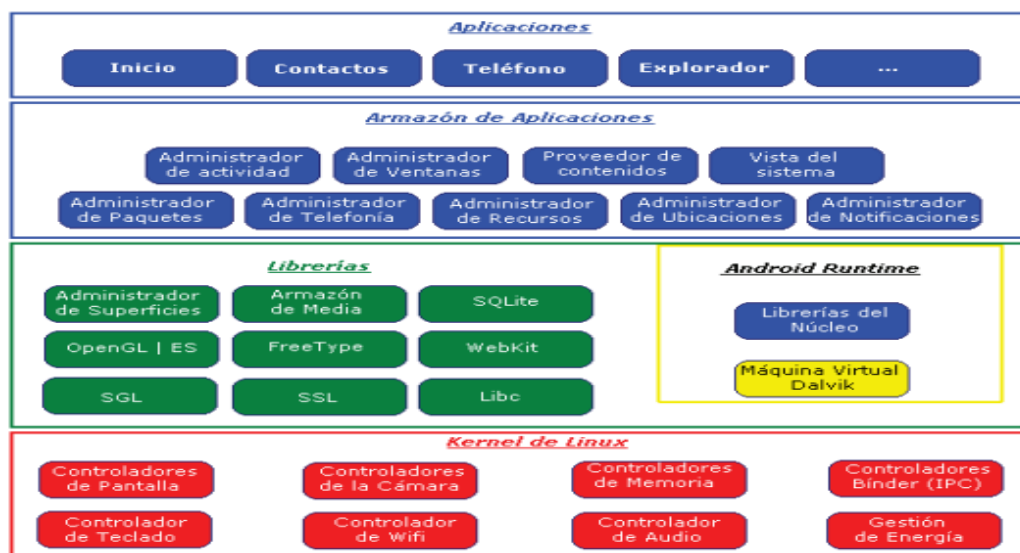 Aplicaciones
Inicio
Contactos
Teléfono
Explorador
...
Armazón de Aplicaciones
Administrador
de actividad
Administrador
de Ventanas
Proveedor de
contenidos
Vista del
sistema
Administrador
de Paquetes
Administrador
de Telefonía
Administrador
de Recursos
Administrador
de Ubicaciones
Administrador
de Notificaciones
Librerías
Administrador
de Superficies
Armazón
de Media
SQLite
OpenGL | ES
FreeType
WebKit
SGL
SSL
Libc
Android Runtime
Librerías del
Núcleo
Máquina Virtual
Dalvik
Kernel de Linux
Controladores
de Pantalla
Controladores
de la Cámara
Controladores
de Memoria
Controladores
Bínder (IPC)
Controlador
de Teclado
Controlador
de Wifi
Controlador
de Audio
Gestión
de Energía